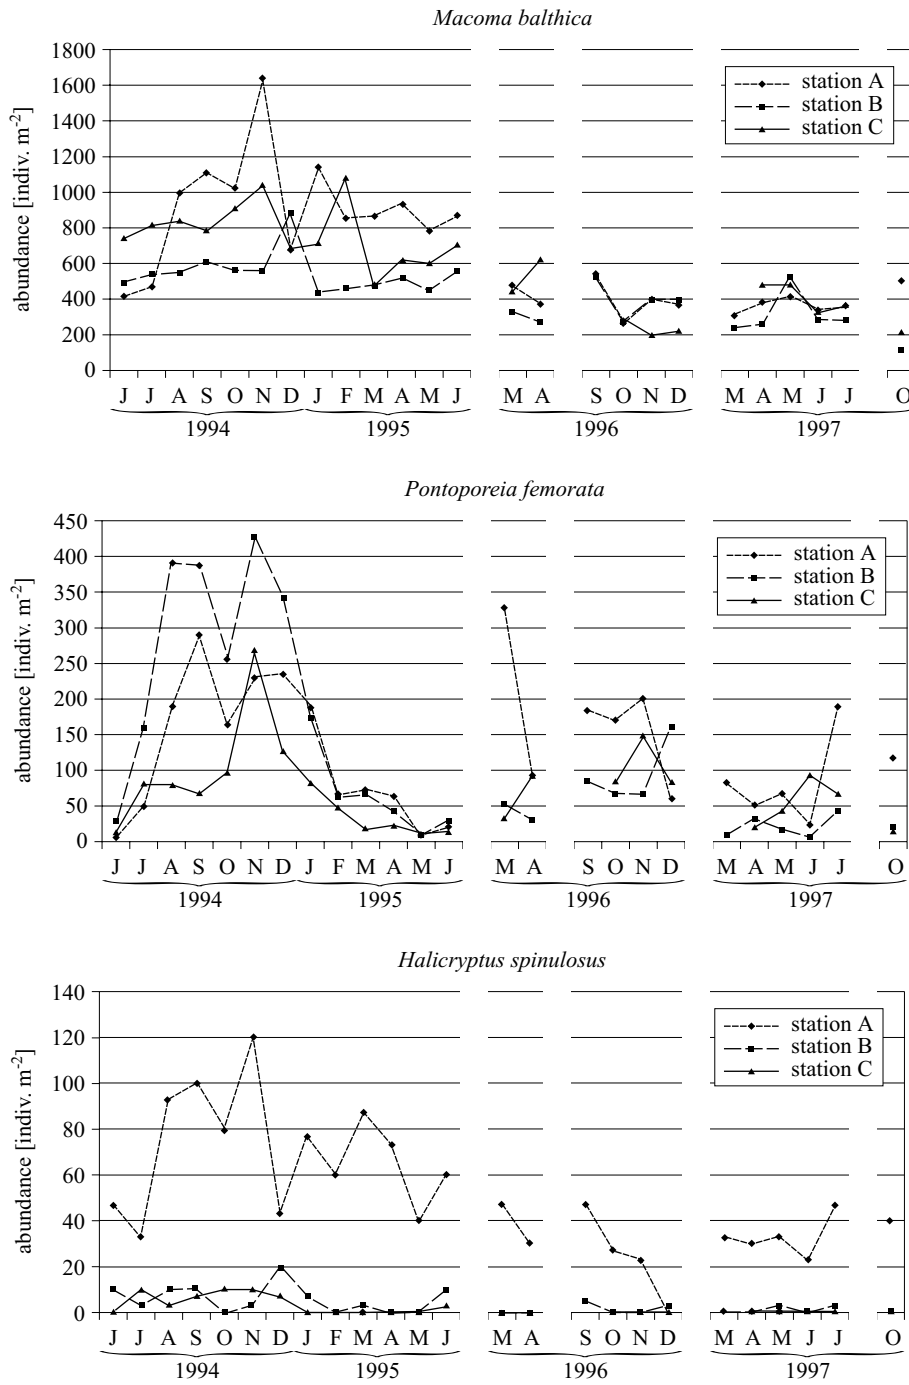 Macoma balthica
1800
1600
1400
1200
1000
800
600
400
200
0
abundance [indiv. m-2]
station A
station B
station C
J J A S O N D J F M A M J M A S O N D M A M J J O
1994 1995 1996 1997
Pontoporeia femorata
450
400
350
300
250
200
150
100
50
0
abundance [indiv. m-2]
station A
station B
station C
J J A S O N D J F M A M J M A S O N D M A M J J O
1994 1995 1996 1997
Halicryptus spinulosus
140
120
100
80
60
40
20
0
abundance [indiv. m-2]
station A
station B
station C
J J A S O N D J F M A M J M A S O N D M A M J J O
1994 1995 1996 1997